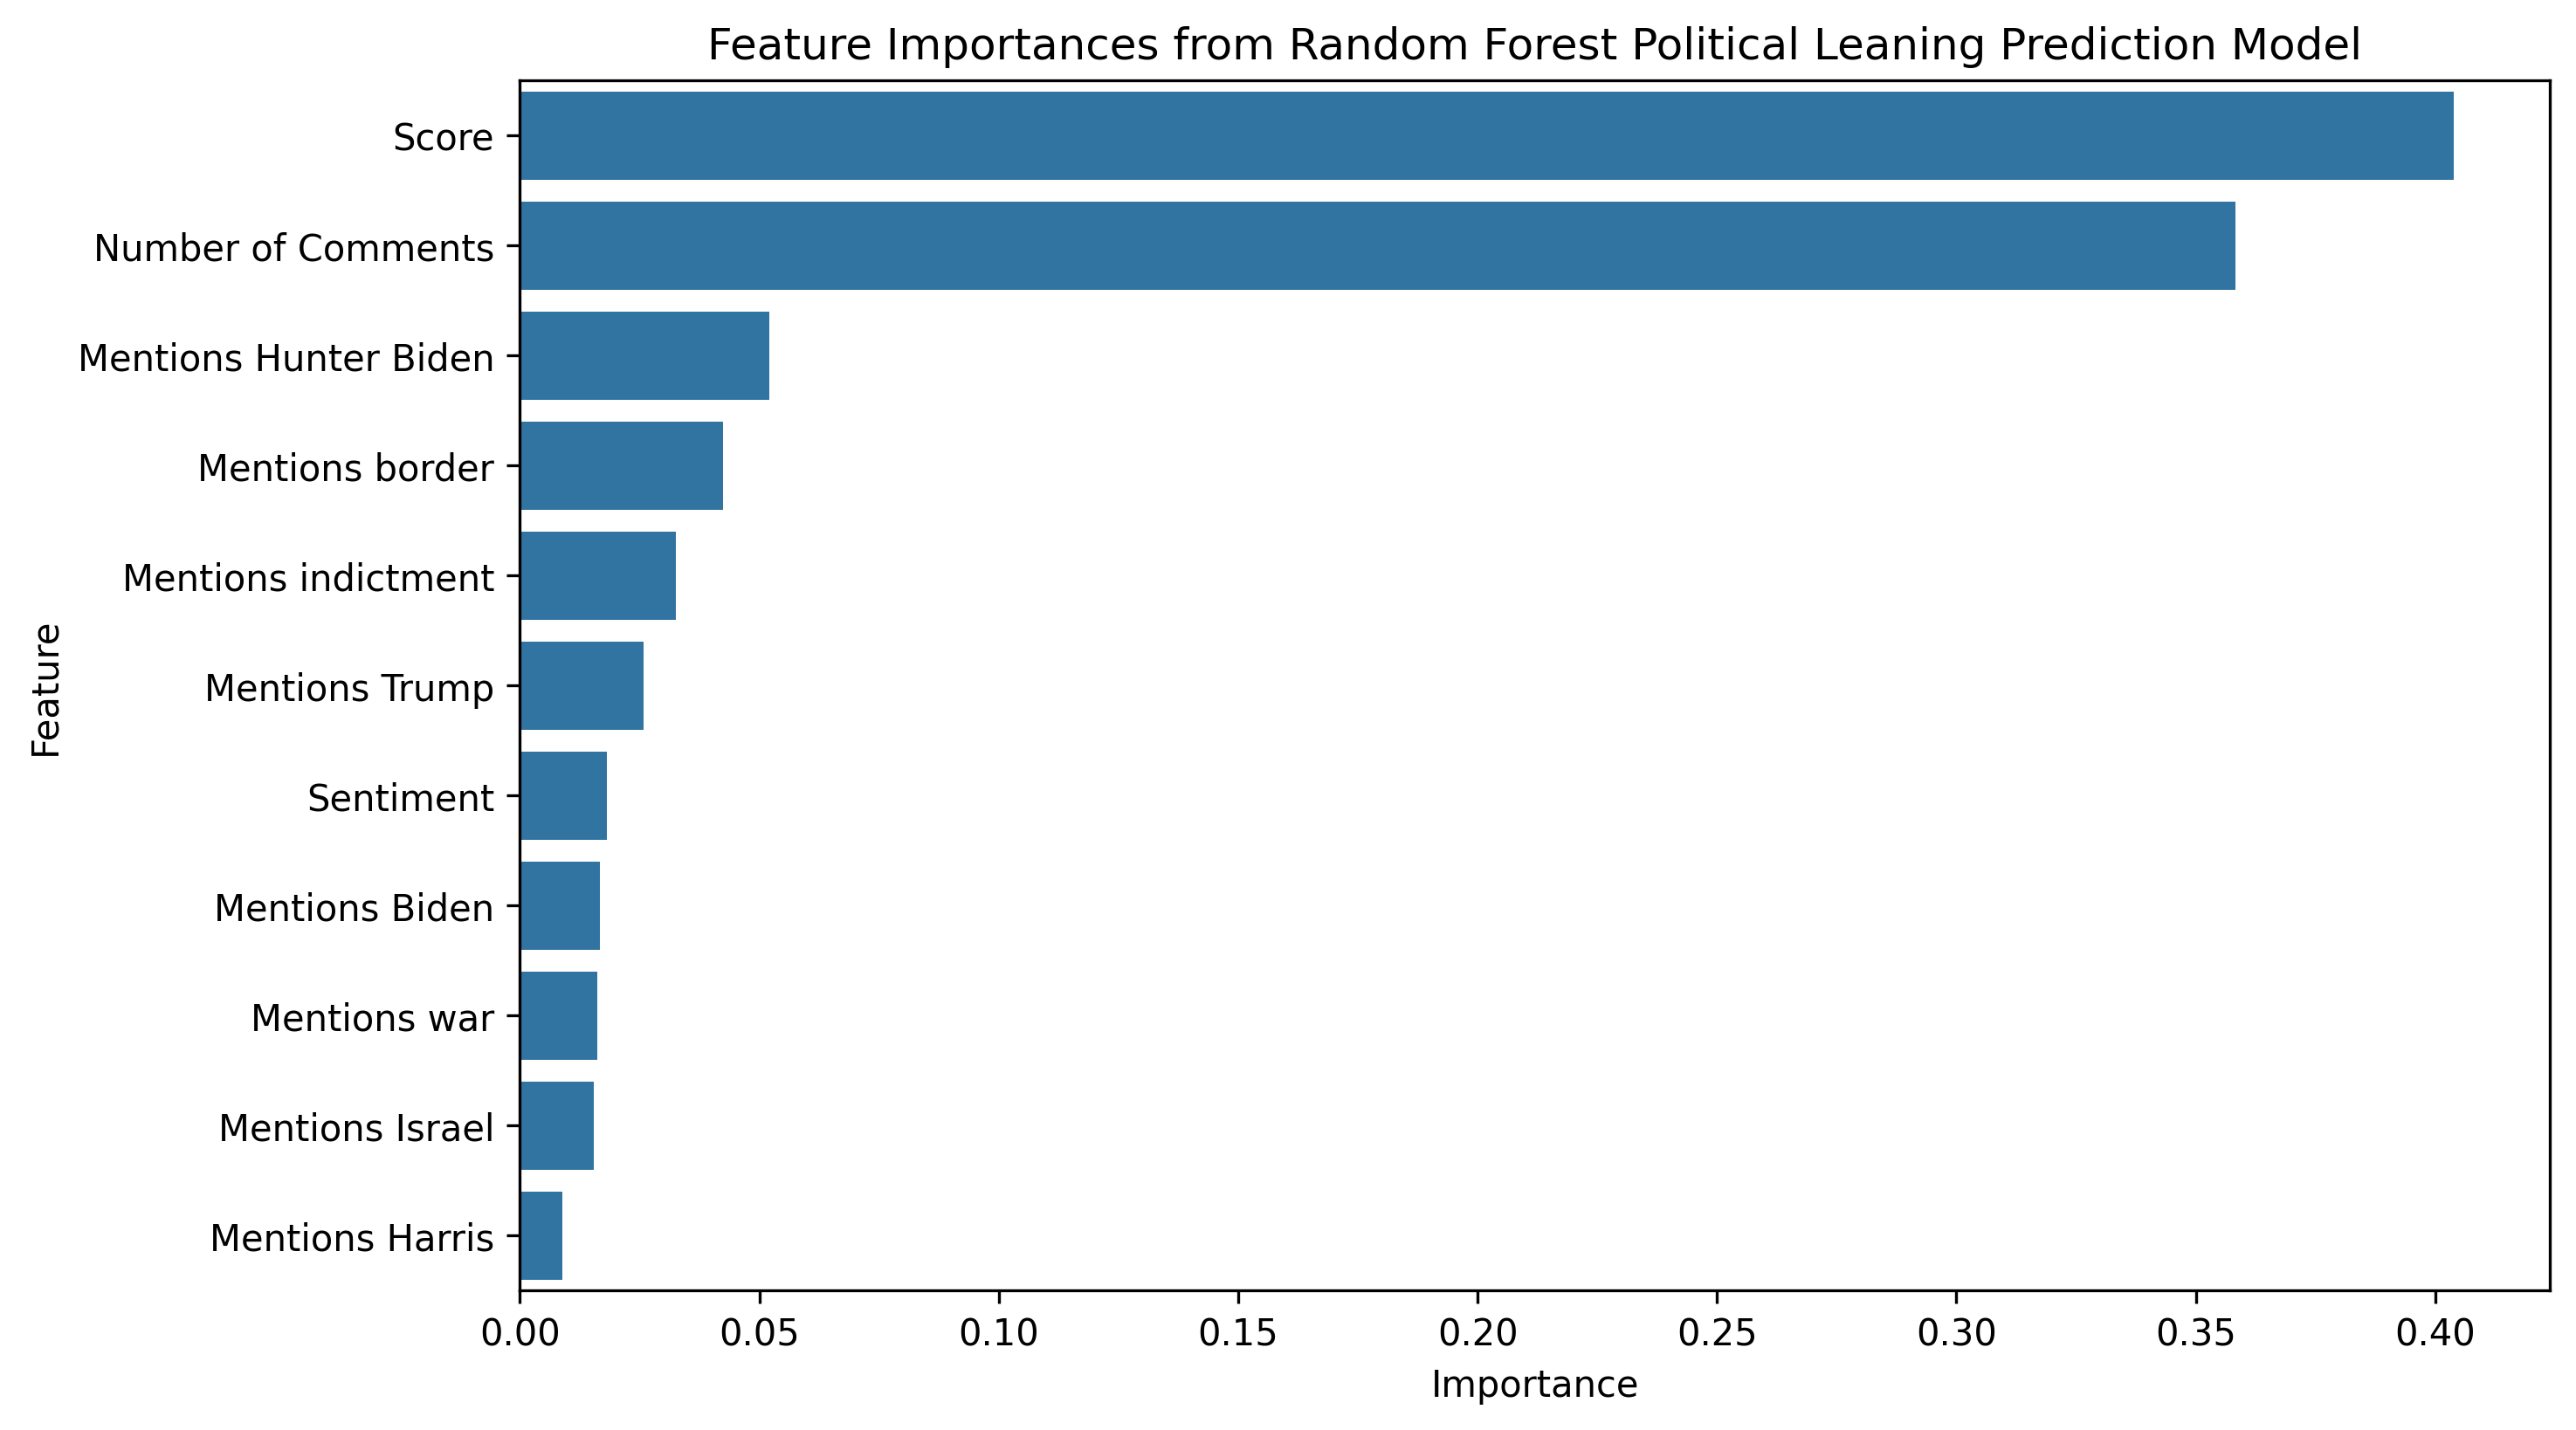 Feature Importances from Random Forest Political Leaning Prediction Model
Score
Number of Comments
Mentions Hunter Biden
Mentions border
Mentions indictment
Mentions Trump
Sentiment
Mentions Biden
Mentions war
Mentions Israel
Mentions Harris
Feature
0.00 0.05 0.10 0.15 0.20 0.25 0.30 0.35 0.40
Importance